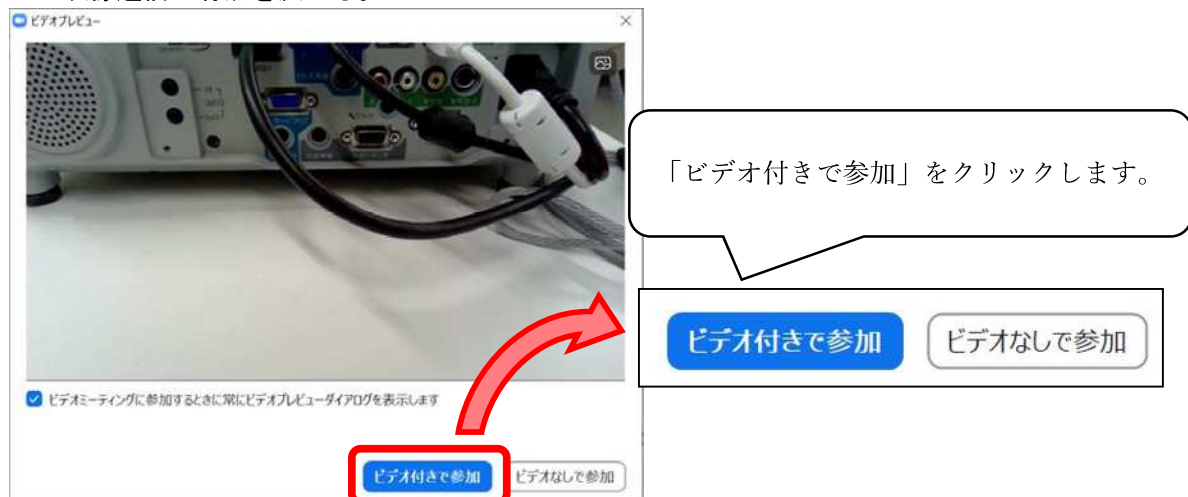 ビデオプレビュー
「ビデオ付きで参加」をクリックします。
ビデオ付きで参加
ビデオなしで参加
ビデオミーティングに参加するときに常にビデオプレビューダイアログを表示します
ビデオ付きで参加
ビデオなしで参加